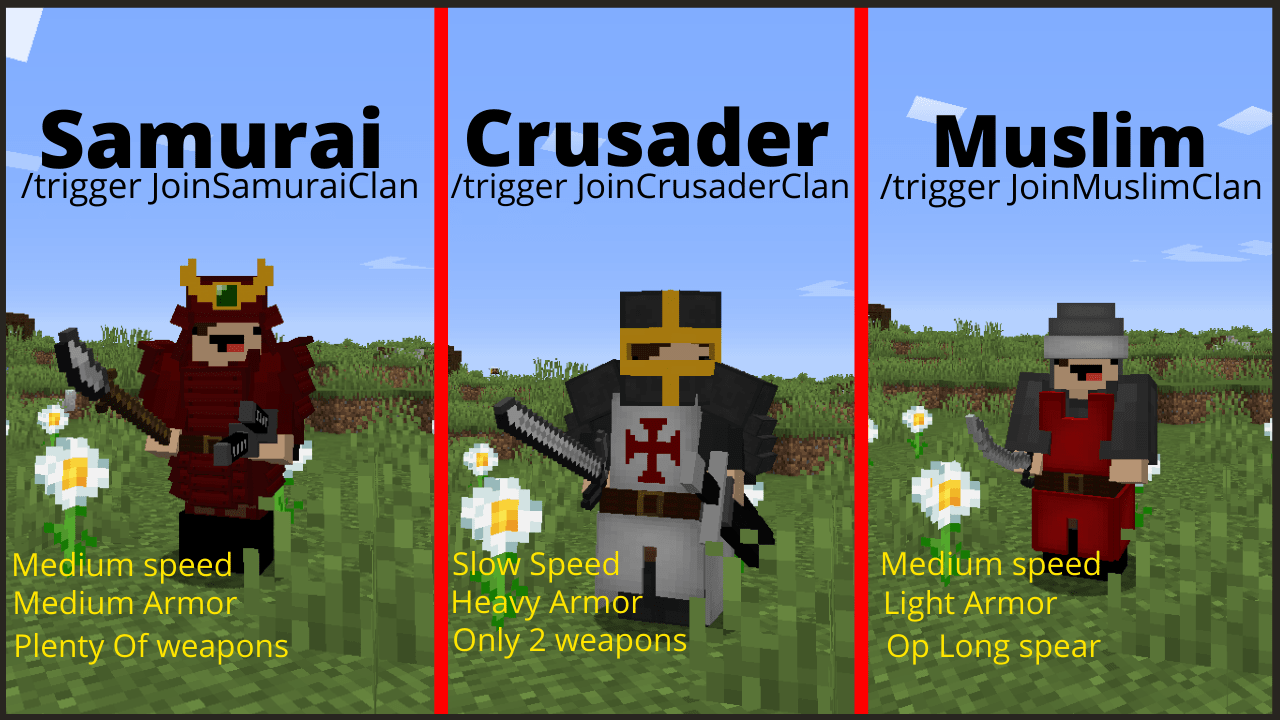 Samurai
/trigger JoinSamuraiClan
Medium speed
Medium Armor
Plenty Of weapons
Crusader
/trigger JoinCrusaderClan
Slow Speed
Heavy Armor
Only 2 weapons
Muslim
/trigger JoinMuslimClan
Medium speed
Light Armor
Op Long spear